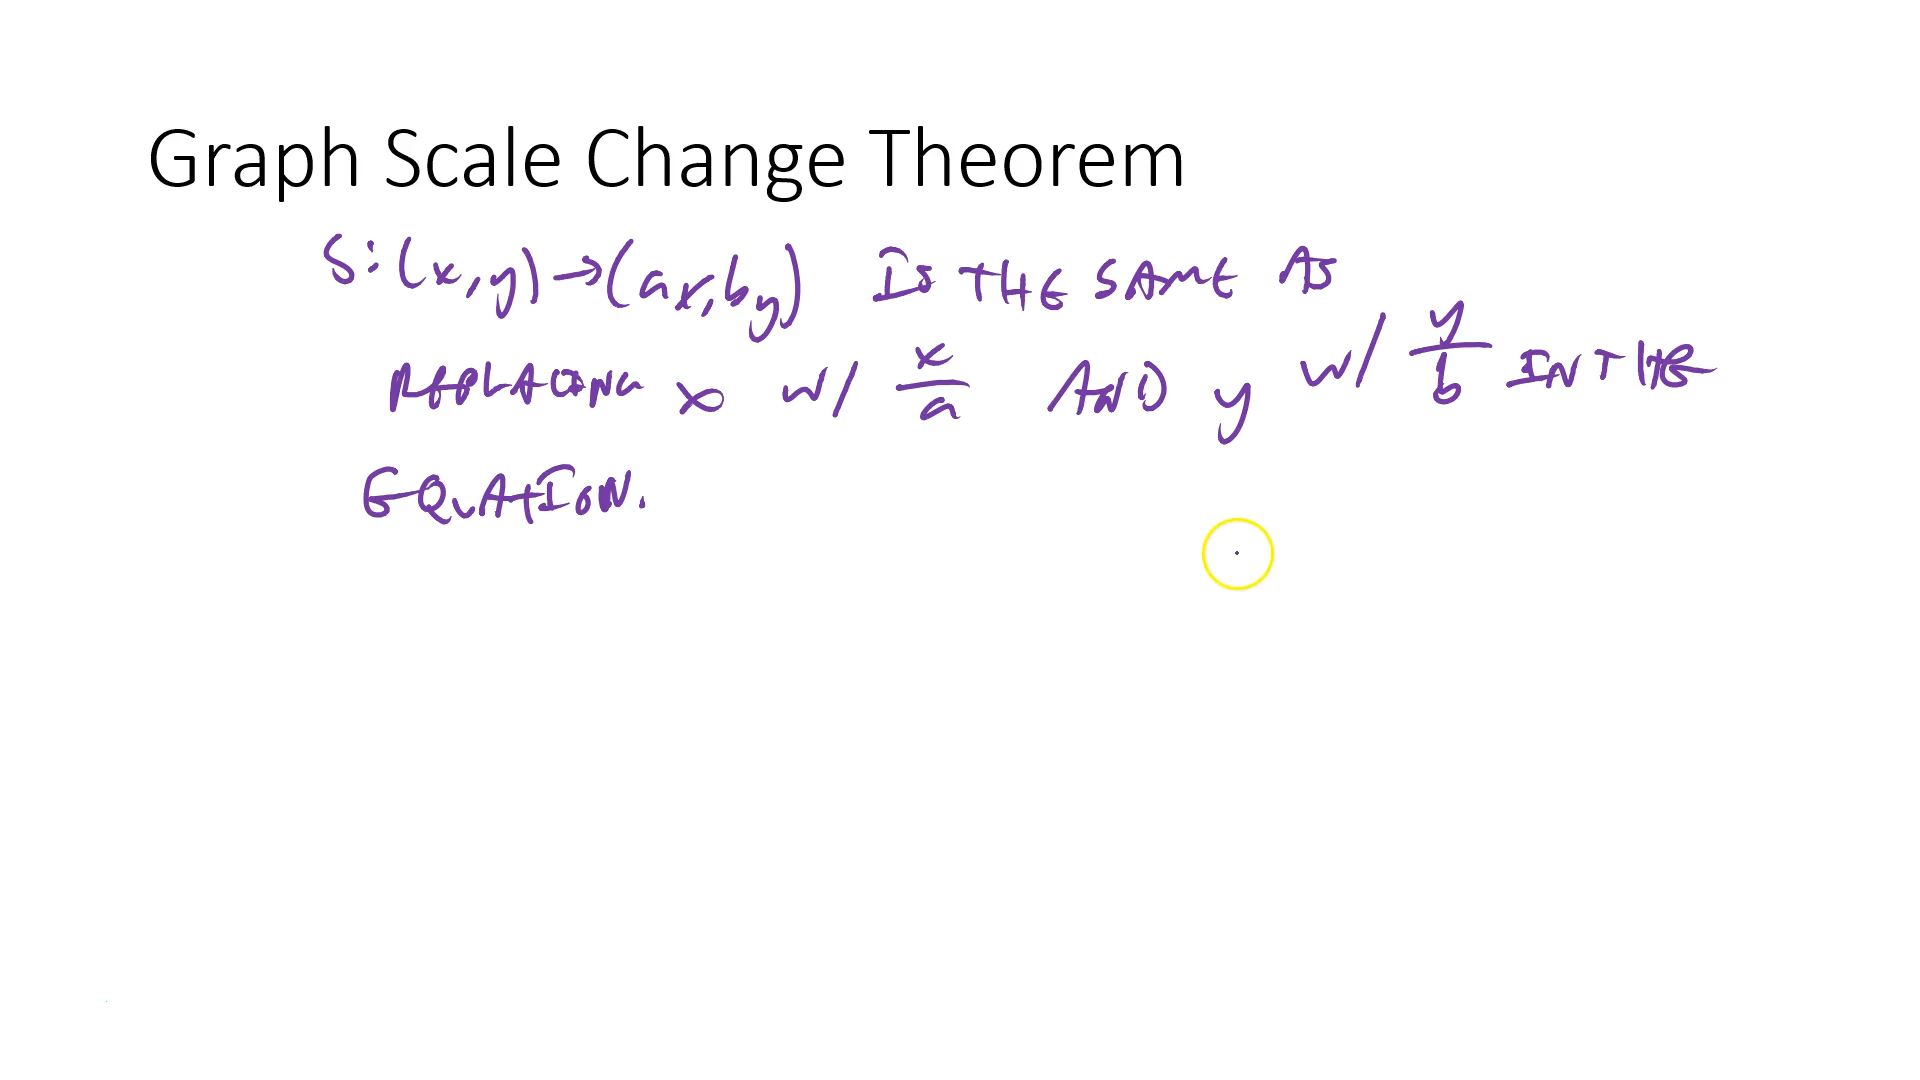 Graph Scale Change Theorem
S:(x,y)→(ax,by) IS THE SAME AS
REPLACING x w/ x/a AND y w/ y/b IN THE
EQUATION.